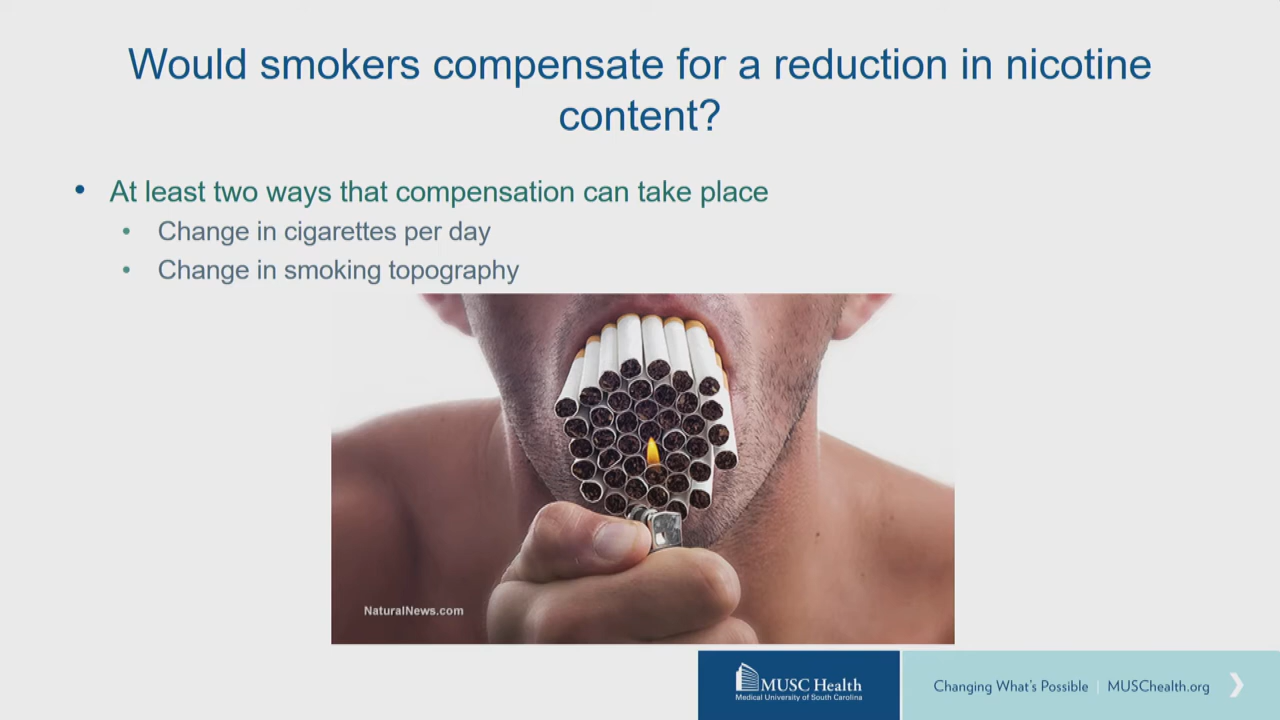 Would smokers compensate for a reduction in nicotine
content?
• At least two ways that compensation can take place
• Change in cigarettes per day
• Change in smoking topography
NaturalNews.com
MUSC Health
Medical University of South Carolina
Changing What's Possible | MUSChealth.org